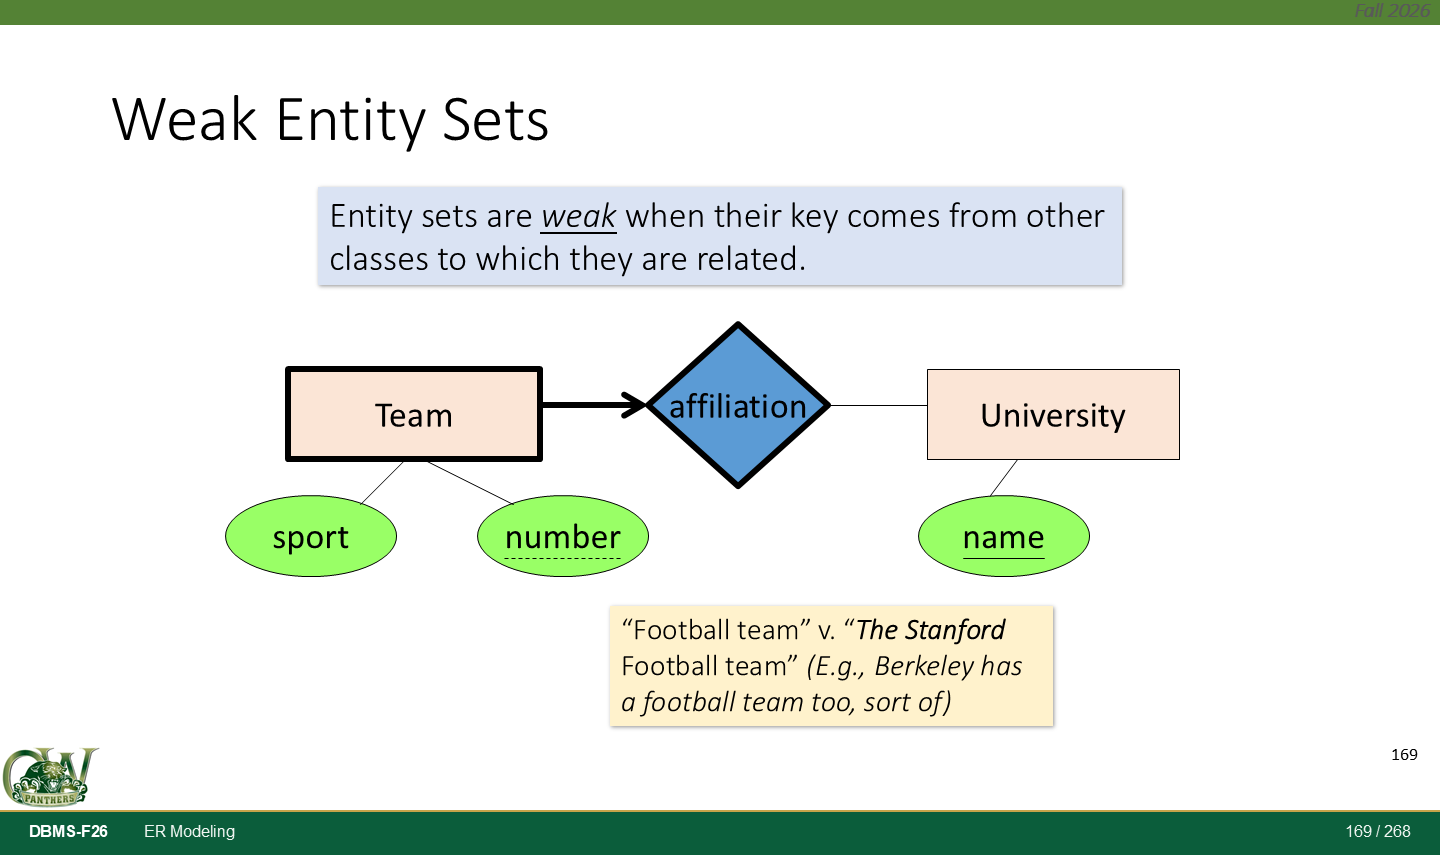 Fall 2026
Weak Entity Sets
Entity sets are weak when their key comes from other
classes to which they are related.
Team
affiliation
University
sport
number
name
“Football team” v. “The Stanford
Football team” (E.g., Berkeley has
a football team too, sort of)
169
OW
PANTHERS
DBMS-F26
ER Modeling
169 / 268